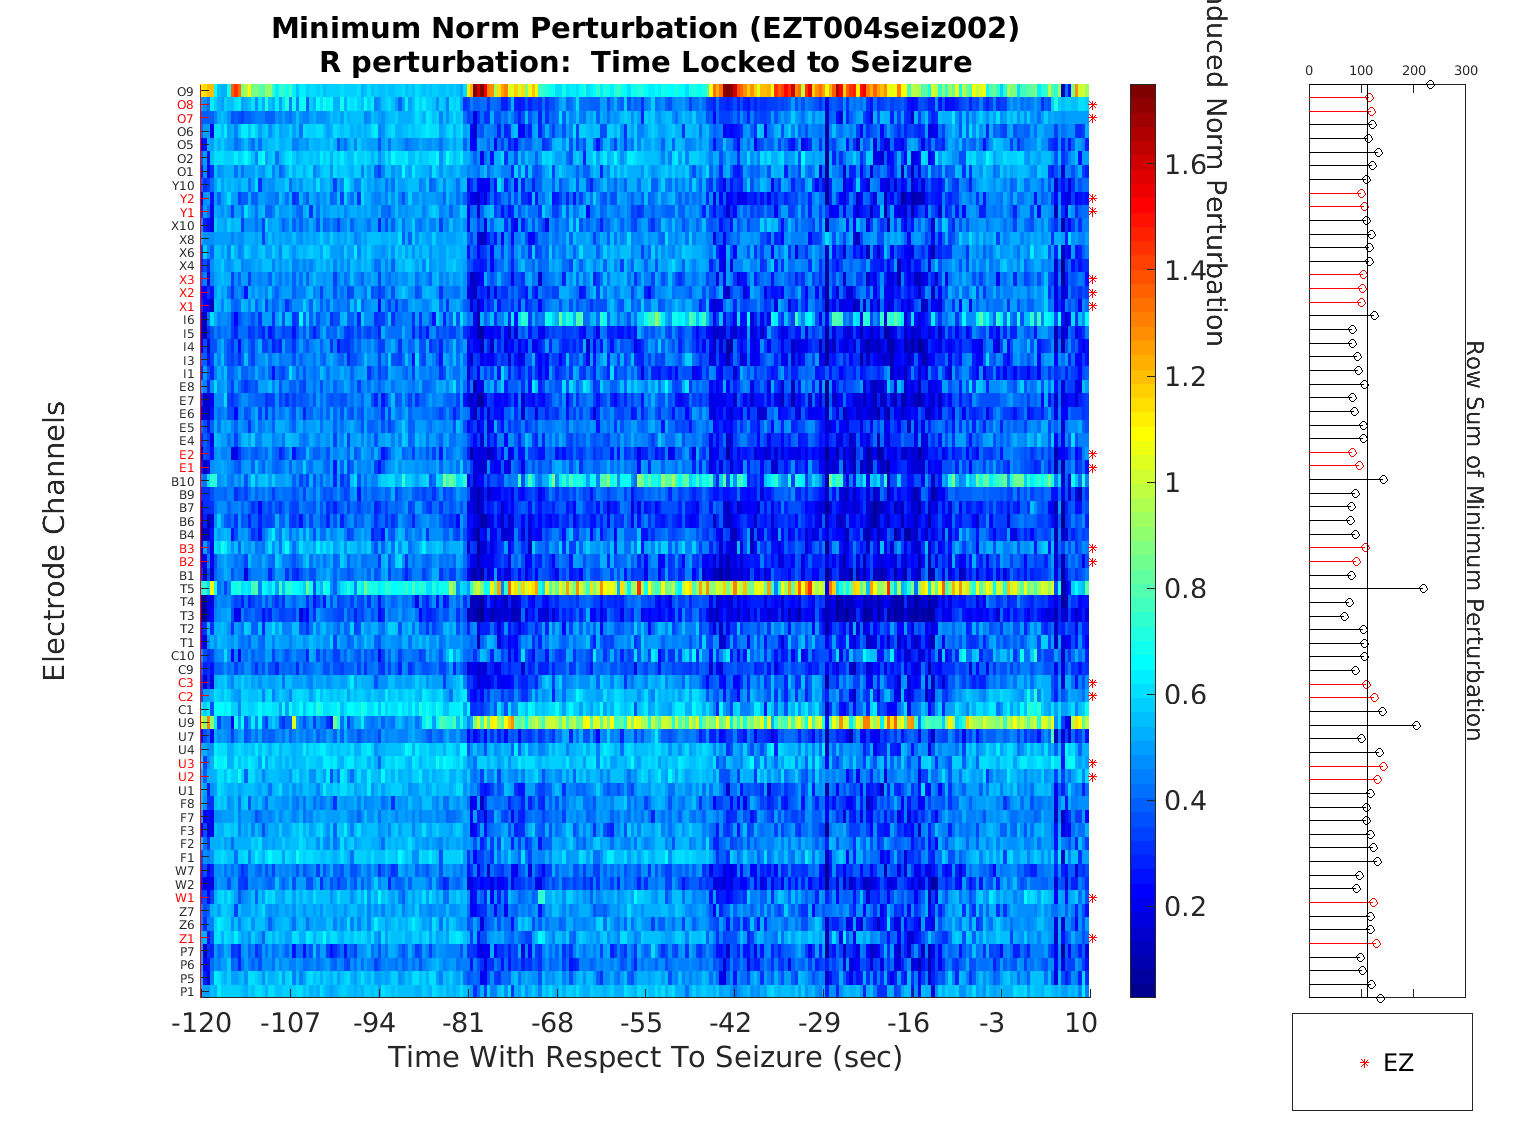 Minimum Norm Perturbation (EZT004seiz002)
R perturbation:  Time Locked to Seizure
Electrode Channels
O9
O8
O7
O6
O5
O2
O1
Y10
Y2
Y1
X10
X8
X6
X4
X3
X2
X1
I6
I5
I4
I3
I1
E8
E7
E6
E5
E4
E2
E1
B10
B9
B7
B6
B4
B3
B2
B1
T5
T4
T3
T2
T1
C10
C9
C3
C2
C1
U9
U7
U4
U3
U2
U1
F8
F7
F3
F2
F1
W7
W2
W1
Z7
Z6
Z1
P7
P6
P5
P1
-120 -107 -94 -81 -68 -55 -42 -29 -16 -3 10
Time With Respect To Seizure (sec)
1.6
1.4
1.2
1
0.8
0.6
0.4
0.2
Norm Perturbation
0 100 200 300
Row Sum of Minimum Perturbation
EZ